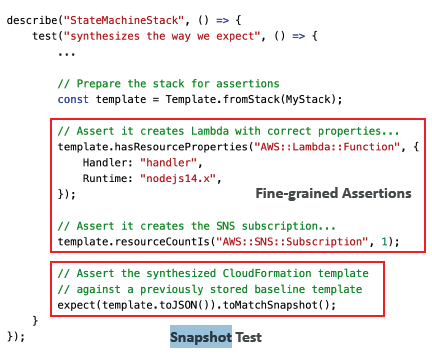 describe("StateMachineStack", () => {
test("synthesizes the way we expect", () => {
...
// Prepare the stack for assertions
const template = Template.fromStack(MyStack);
// Assert it creates Lambda with correct properties...
template.hasResourceProperties("AWS::Lambda::Function", {
Handler: "handler",
Runtime: "nodejs14.x",
});
Fine-grained Assertions
// Assert it creates the SNS subscription...
template.resourceCountIs("AWS::SNS::Subscription", 1);
// Assert the synthesized CloudFormation template
// against a previously stored baseline template
expect(template.toJSON()).toMatchSnapshot();
}
});
Snapshot Test